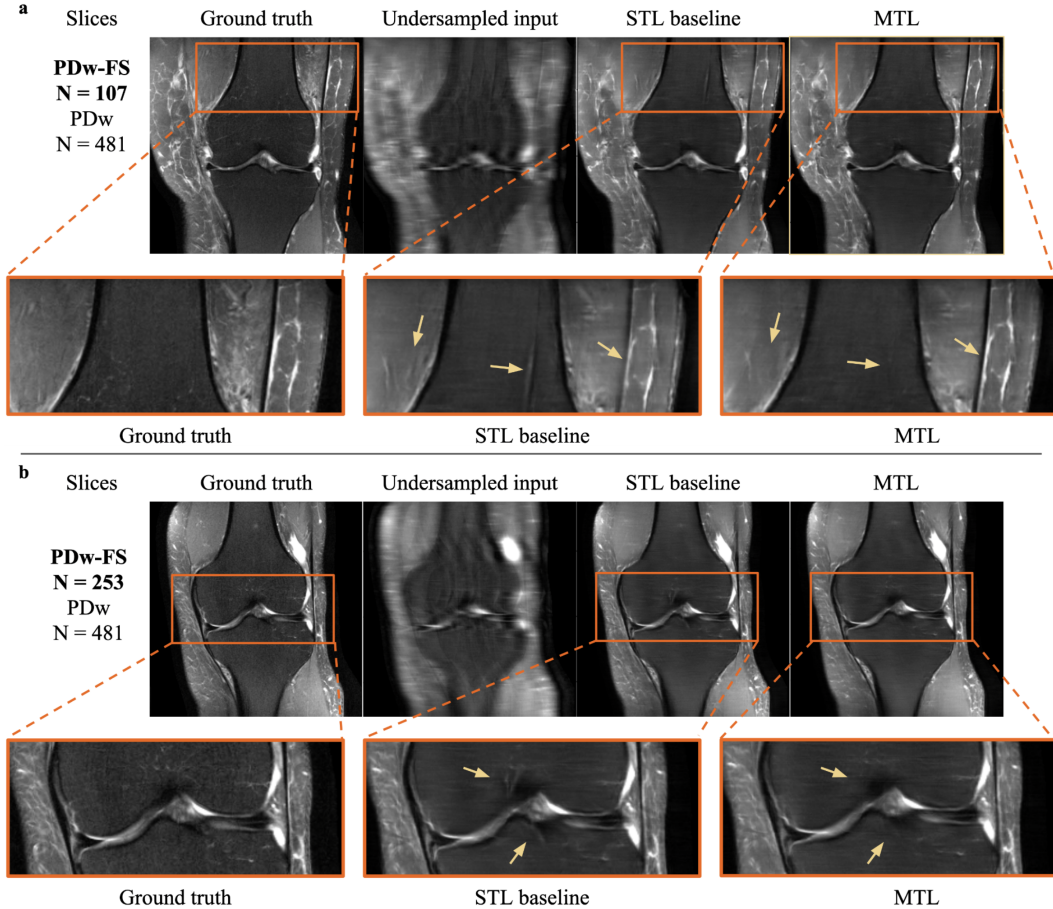 a
Slices Ground truth Undersampled input STL baseline MTL
PDw-FS
N = 107
PDw
N = 481
Ground truth STL baseline MTL
b
Slices Ground truth Undersampled input STL baseline MTL
PDw-FS
N = 253
PDw
N = 481
Ground truth STL baseline MTL